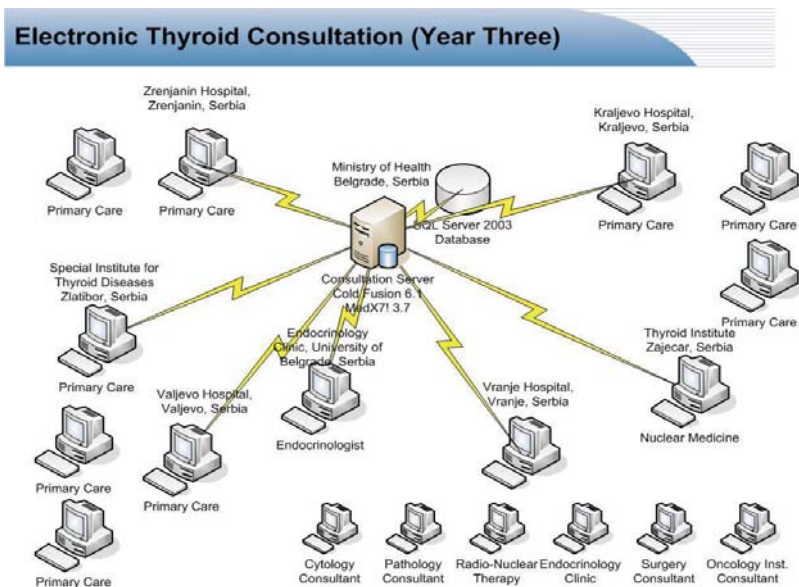 Electronic Thyroid Consultation (Year Three)
Zrenjanin Hospital,
Zrenjanin, Serbia
Primary Care
Primary Care
Ministry of Health
Belgrade, Serbia
SQL Server 2003
Database
Kraljevo Hospital,
Kraljevo, Serbia
Primary Care
Primary Care
Primary Care
Consultation Server
Cold Fusion 6.1
MedX7! 3.7
Special Institute for
Thyroid Diseases
Zlatibor, Serbia
Primary Care
Endocrinology
Clinic, University of
Belgrade, Serbia
Endocrinologist
Thyroid Institute
Zajecar, Serbia
Nuclear Medicine
Valjevo Hospital,
Valjevo, Serbia
Primary Care
Vranje Hospital,
Vranje, Serbia
Primary Care
Primary Care
Cytology
Consultant
Pathology
Consultant
Radio-Nuclear
Therapy
Endocrinology
Clinic
Surgery
Consultant
Oncology Inst.
Consultant